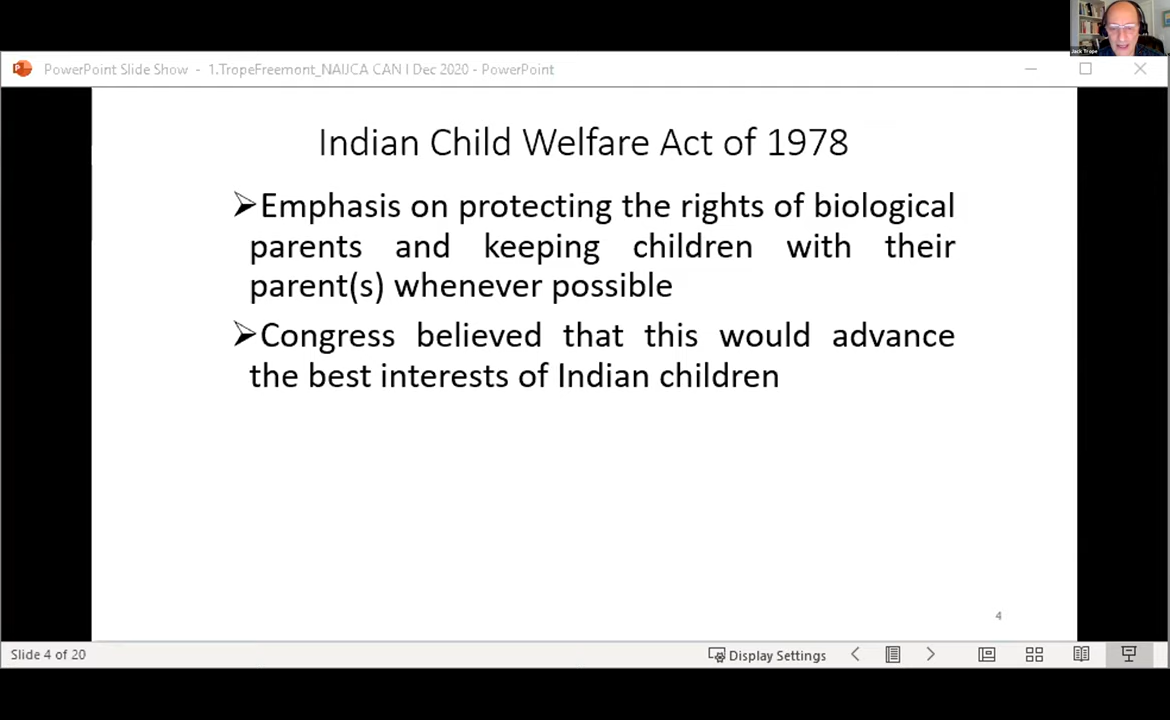 Jack Trope
PowerPoint Slide Show - 1.TropeFreemont_NAIJCA CAN I Dec 2020 - PowerPoint
Indian Child Welfare Act of 1978
➢Emphasis on protecting the rights of biological
parents and keeping children with their
parent(s) whenever possible
➢Congress believed that this would advance
the best interests of Indian children
4
Slide 4 of 20
Display Settings